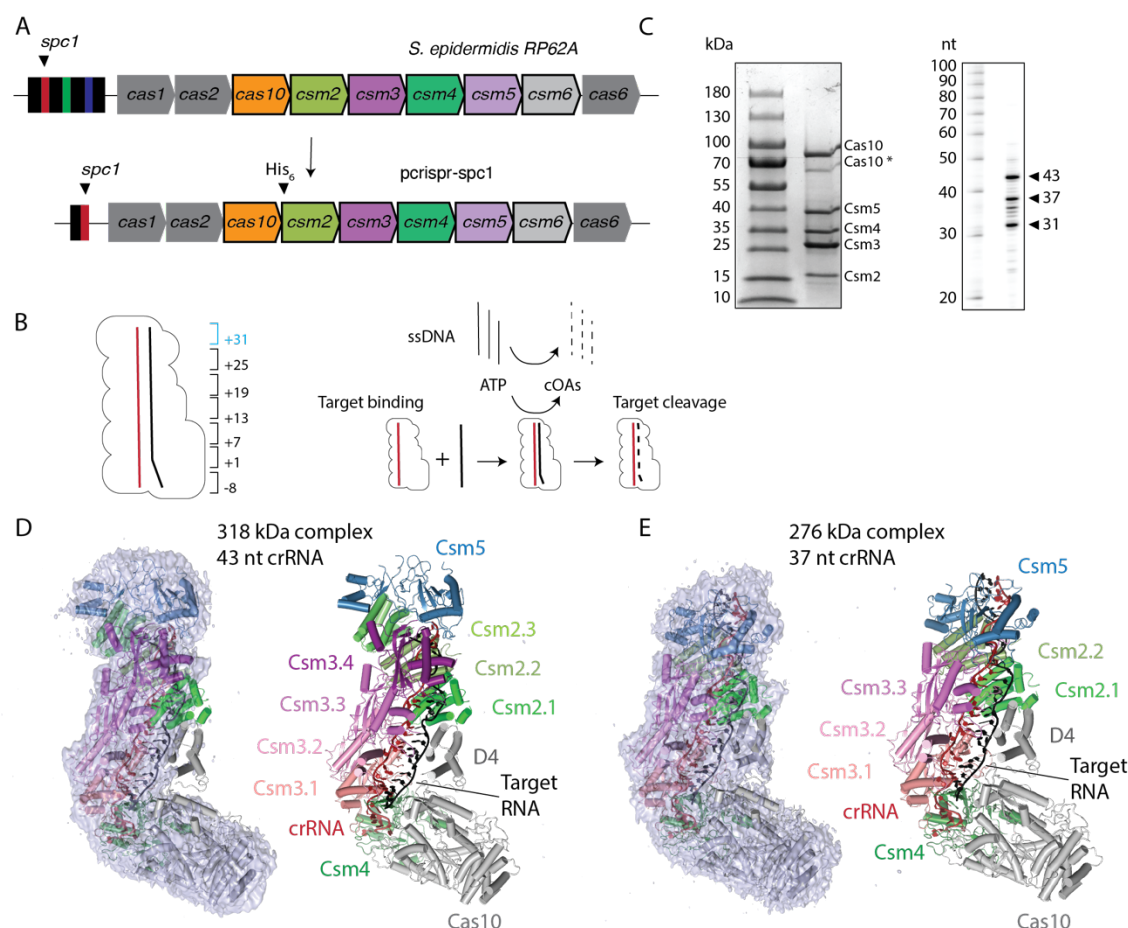 A
spc1
S. epidermidis RP62A
cas1 cas2 cas10 csm2 csm3 csm4 csm5 csm6 cas6
His6
spc1
pcrispr-spc1
cas1 cas2 cas10 csm2 csm3 csm4 csm5 csm6 cas6
B
+31
+25
+19
+13
+7
+1
-8
ssDNA
ATP cOAs
Target binding
Target cleavage
+
C
kDa
180
130
100
70
55
40
35
25
15
10
Cas10
Cas10 *
Csm5
Csm4
Csm3
Csm2
nt
100
90
80
70
60
50
40
30
20
43
37
31
D
318 kDa complex
43 nt crRNA
Csm5
Csm2.3
Csm3.4
Csm2.2
Csm3.3
Csm2.1
Csm3.2
D4
Csm3.1
Target
RNA
crRNA
Csm4
Cas10
E
276 kDa complex
37 nt crRNA
Csm5
Csm2.2
Csm3.3
Csm2.1
Csm3.2
D4
Csm3.1
Target
RNA
crRNA
Csm4
Cas10